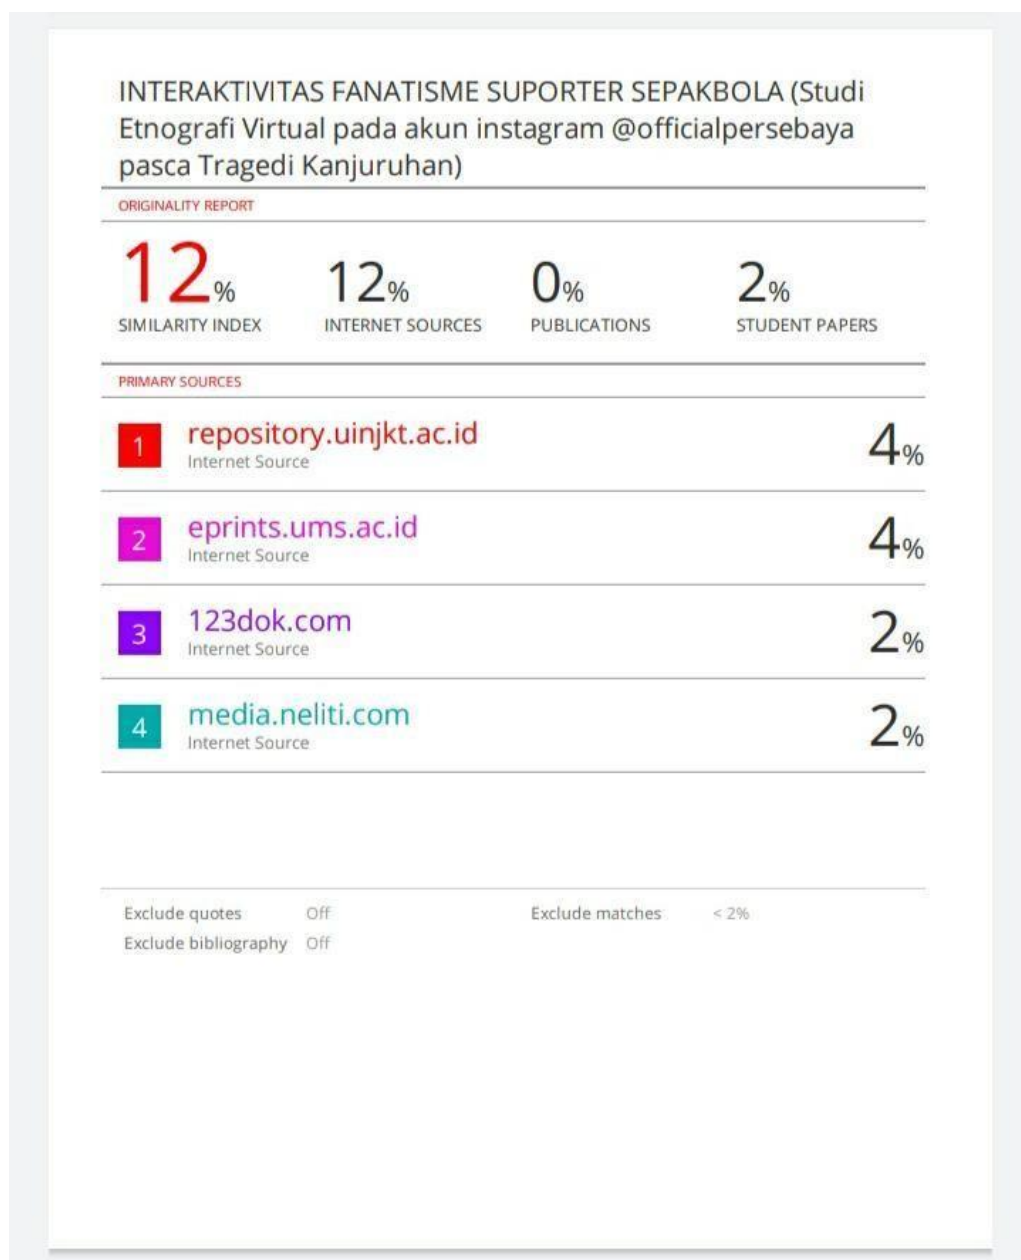 INTERAKTIVITAS FANATISME SUPORTER SEPAKBOLA (Studi
Etnografi Virtual pada akun instagram @officialpersebaya
pasca Tragedi Kanjuruhan)
ORIGINALITY REPORT
12% 12% 0% 2%
SIMILARITY INDEX INTERNET SOURCES PUBLICATIONS STUDENT PAPERS
PRIMARY SOURCES
1 repository.uinjkt.ac.id 4%
Internet Source
2 eprints.ums.ac.id 4%
Internet Source
3 123dok.com 2%
Internet Source
4 media.neliti.com 2%
Internet Source
Exclude quotes Off Exclude matches < 2%
Exclude bibliography Off